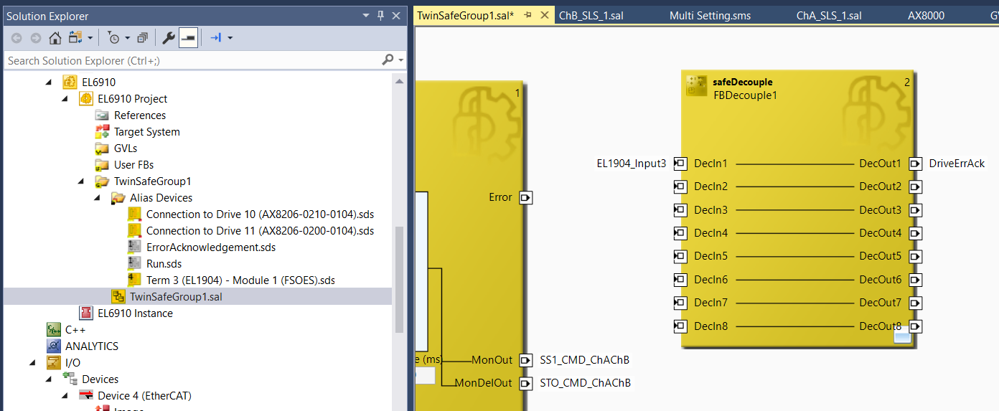 Solution Explorer
Search Solution Explorer (Ctrl+;)
EL6910
EL6910 Project
References
Target System
GVLs
User FBs
TwinSafeGroup1
Alias Devices
Connection to Drive 10 (AX8206-0210-0104).sds
Connection to Drive 11 (AX8206-0200-0104).sds
ErrorAcknowledgement.sds
Run.sds
Term 3 (EL1904) - Module 1 (FSOES).sds
TwinSafeGroup1.sal
EL6910 Instance
C++
ANALYTICS
I/O
Devices
Device 4 (EtherCAT)
Image
TwinSafeGroup1.sal* ChB_SLS_1.sal Multi Setting.sms ChA_SLS_1.sal AX8000 GV
1
Error
(ms)
MonOut SS1_CMD_ChAChB
MonDelOut STO_CMD_ChAChB
safeDecouple 2
FBDecouple1
EL1904_Input3 DecIn1 DecOut1 DriveErrAck
DecIn2 DecOut2
DecIn3 DecOut3
DecIn4 DecOut4
DecIn5 DecOut5
DecIn6 DecOut6
DecIn7 DecOut7
DecIn8 DecOut8